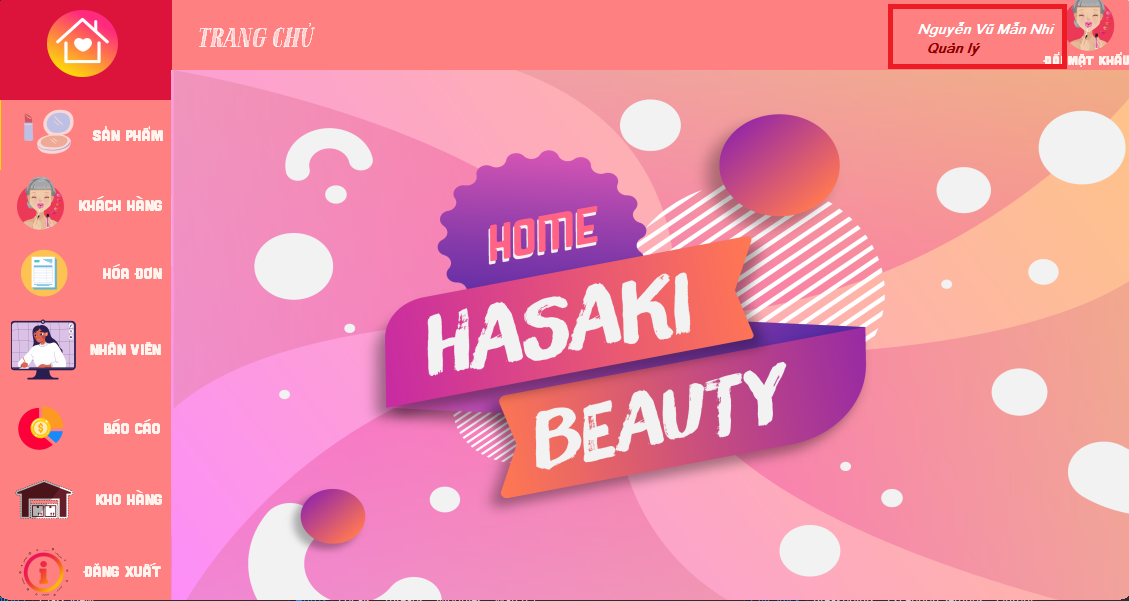 TRANG CHỦ
Nguyễn Vũ Mẫn Nhi
Quản lý
ĐỔI MẬT KHẨU
SẢN PHẨM
KHÁCH HÀNG
HÓA ĐƠN
NHÂN VIÊN
BÁO CÁO
KHO HÀNG
ĐĂNG XUẤT
HOME
HASAKI
BEAUTY